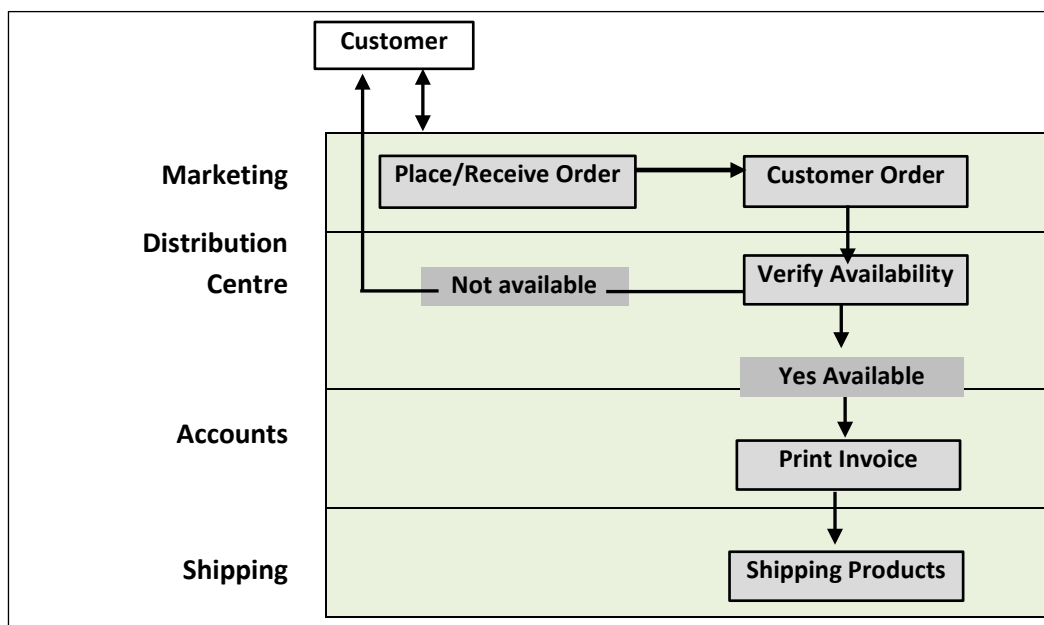 Customer
Marketing
Place/Receive Order
Customer Order
Distribution
Centre
Not available
Verify Availability
Yes Available
Accounts
Print Invoice
Shipping
Shipping Products